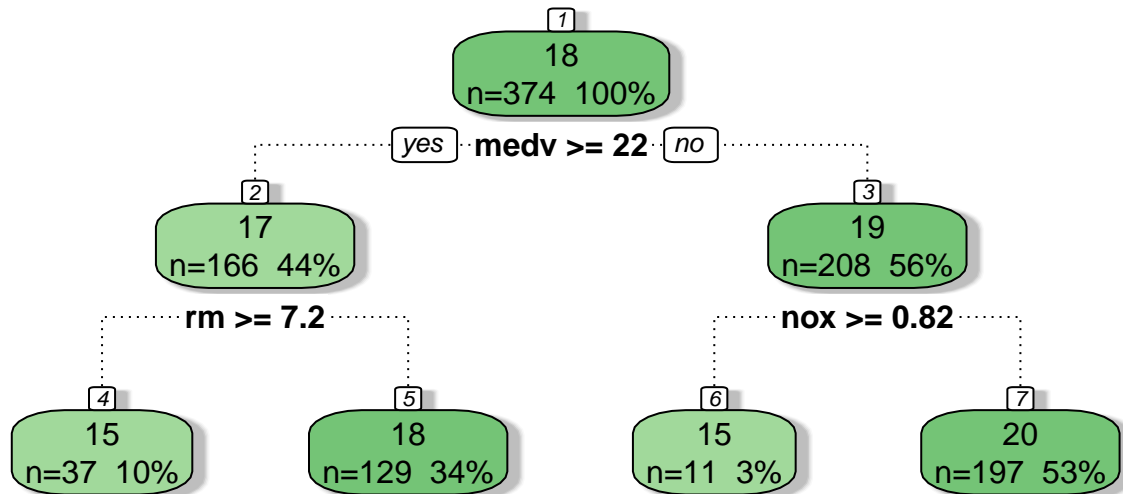 1
18
n=374 100%
yes medv >= 22 no
2 3
17 19
n=166 44% n=208 56%
rm >= 7.2 nox >= 0.82
4 5 6 7
15 18 15 20
n=37 10% n=129 34% n=11 3% n=197 53%